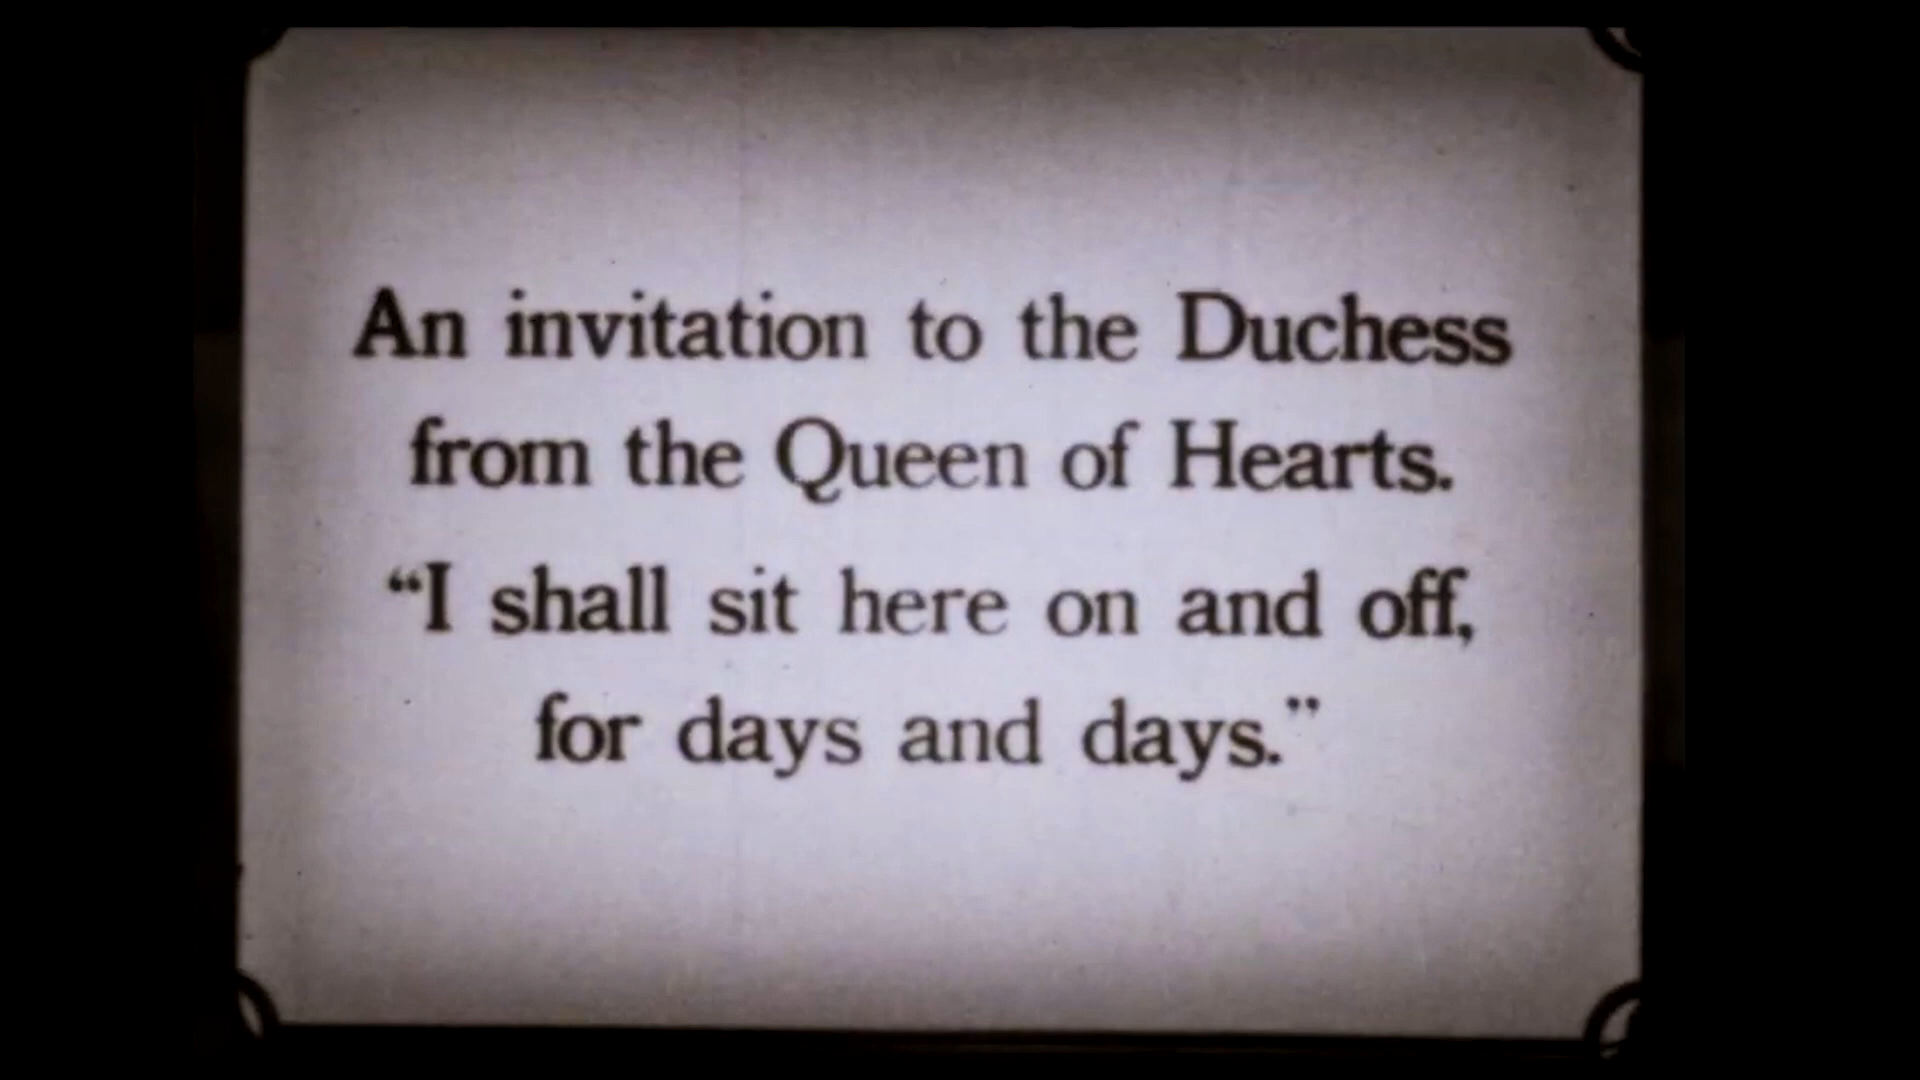 An invitation to the Duchess
from the Queen of Hearts.
“I shall sit here on and off,
for days and days.”